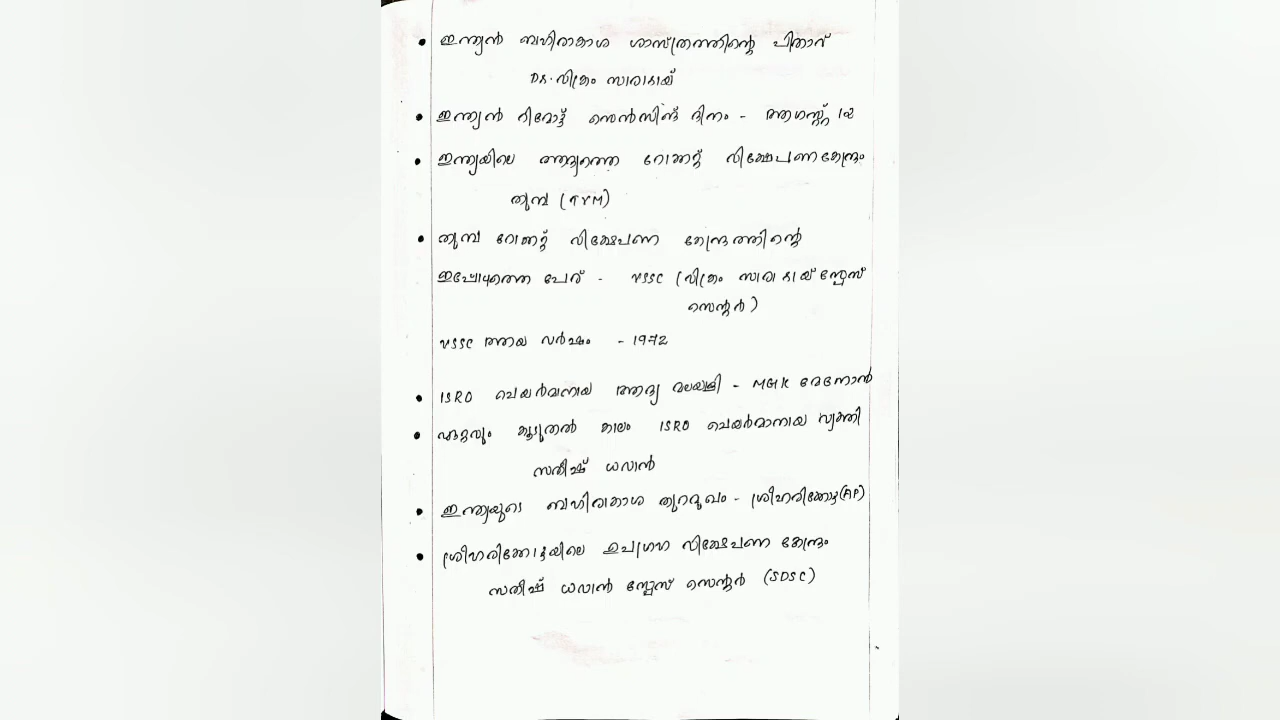 • ഇന്ത്യൻ ബഹിരാകാശ ശാസ്ത്രത്തിന്റെ പിതാവ്
Dr. വിക്രം സാരാഭായ്
• ഇന്ത്യൻ റിമോട്ട് സെൻസിങ് ദിനം - ആഗസ്റ്റ് 12
• ഇന്ത്യയിലെ ആദ്യത്തെ റോക്കറ്റ് വിക്ഷേപണകേന്ദ്രം
തുമ്പ (TVM)
• തുമ്പ റോക്കറ്റ് വിക്ഷേപണ കേന്ദ്രത്തിന്റെ
ഇപ്പോഴത്തെ പേര് - VSSC (വിക്രം സാരാഭായ് സ്പേസ്
സെന്റർ)
VSSC ആയ വർഷം - 1972
• ISRO ചെയർമാനായ ആദ്യ മലയാളി - MGK മേനോൻ
• ഏറ്റവും കൂടുതൽ കാലം ISRO ചെയർമാനായ വ്യക്തി
സതീഷ് ധവാൻ
• ഇന്ത്യയുടെ ബഹിരാകാശ തുറമുഖം - ശ്രീഹരിക്കോട്ട (AP)
• ശ്രീഹരിക്കോട്ടയിലെ ഉപഗ്രഹ വിക്ഷേപണ കേന്ദ്രം
സതീഷ് ധവാൻ സ്പേസ് സെന്റർ (SDSC)